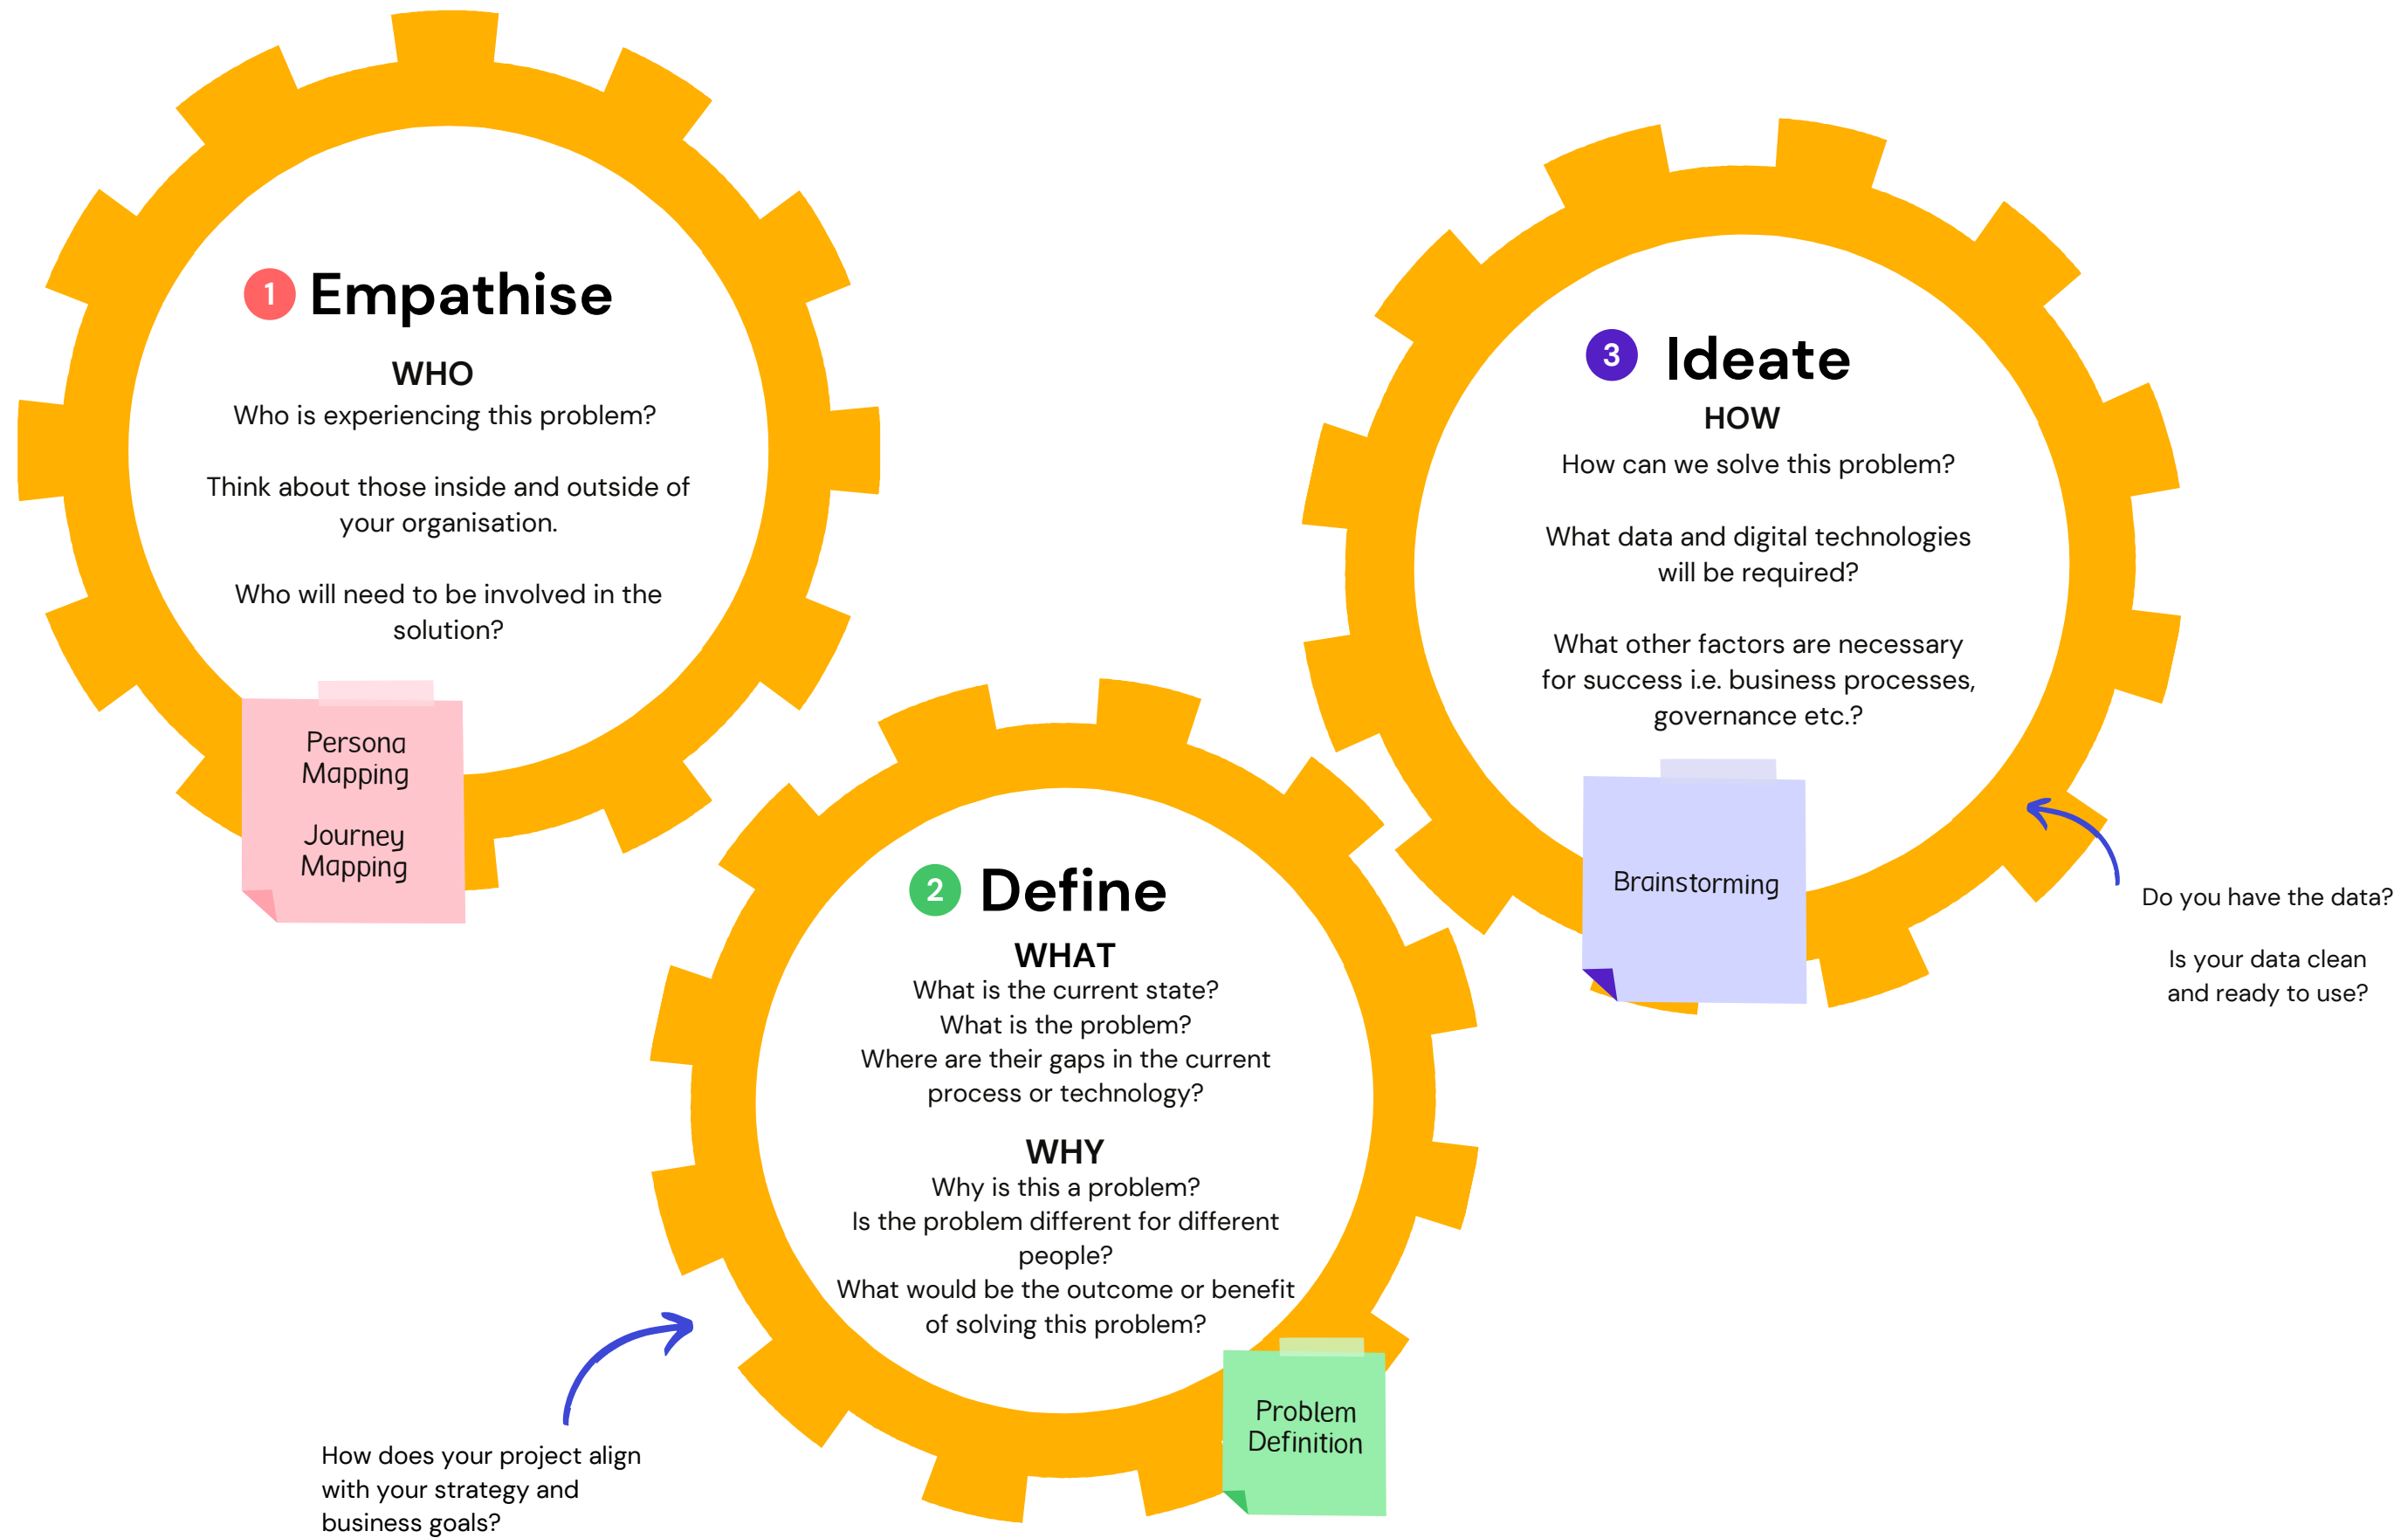 1 Empathise
WHO
Who is experiencing this problem?
Think about those inside and outside of
your organisation.
Who will need to be involved in the
solution?
Persona
Mapping
Journey
Mapping
2 Define
WHAT
What is the current state?
What is the problem?
Where are their gaps in the current
process or technology?
WHY
Why is this a problem?
Is the problem different for different
people?
What would be the outcome or benefit
of solving this problem?
Problem
Definition
How does your project align
with your strategy and
business goals?
3 Ideate
HOW
How can we solve this problem?
What data and digital technologies
will be required?
What other factors are necessary
for success i.e. business processes,
governance etc.?
Brainstorming
Do you have the data?
Is your data clean
and ready to use?